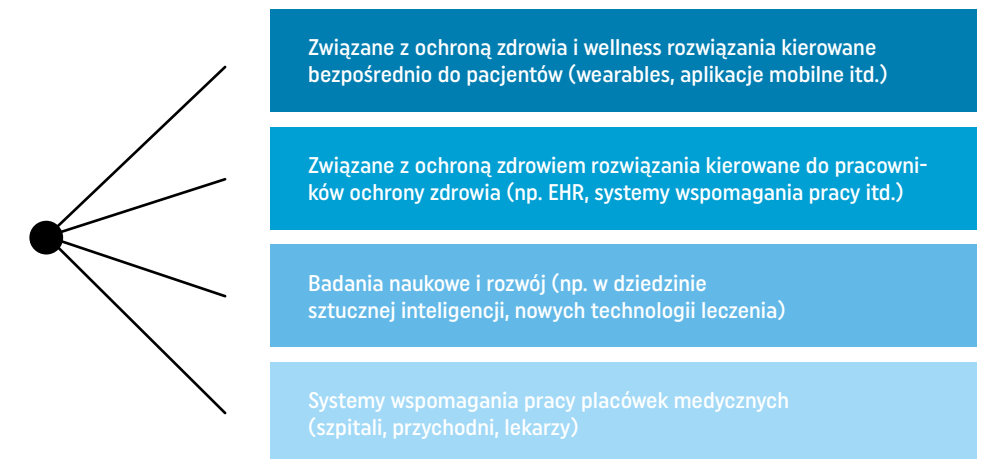 Związane z ochroną zdrowia i wellness rozwiązania kierowane
bezpośrednio do pacjentów (wearables, aplikacje mobilne itd.)
Związane z ochroną zdrowiem rozwiązania kierowane do pracowni-
ków ochrony zdrowia (np. EHR, systemy wspomagania pracy itd.)
Badania naukowe i rozwój (np. w dziedzinie
sztucznej inteligencji, nowych technologii leczenia)
Systemy wspomagania pracy placówek medycznych
(szpitali, przychodni, lekarzy)